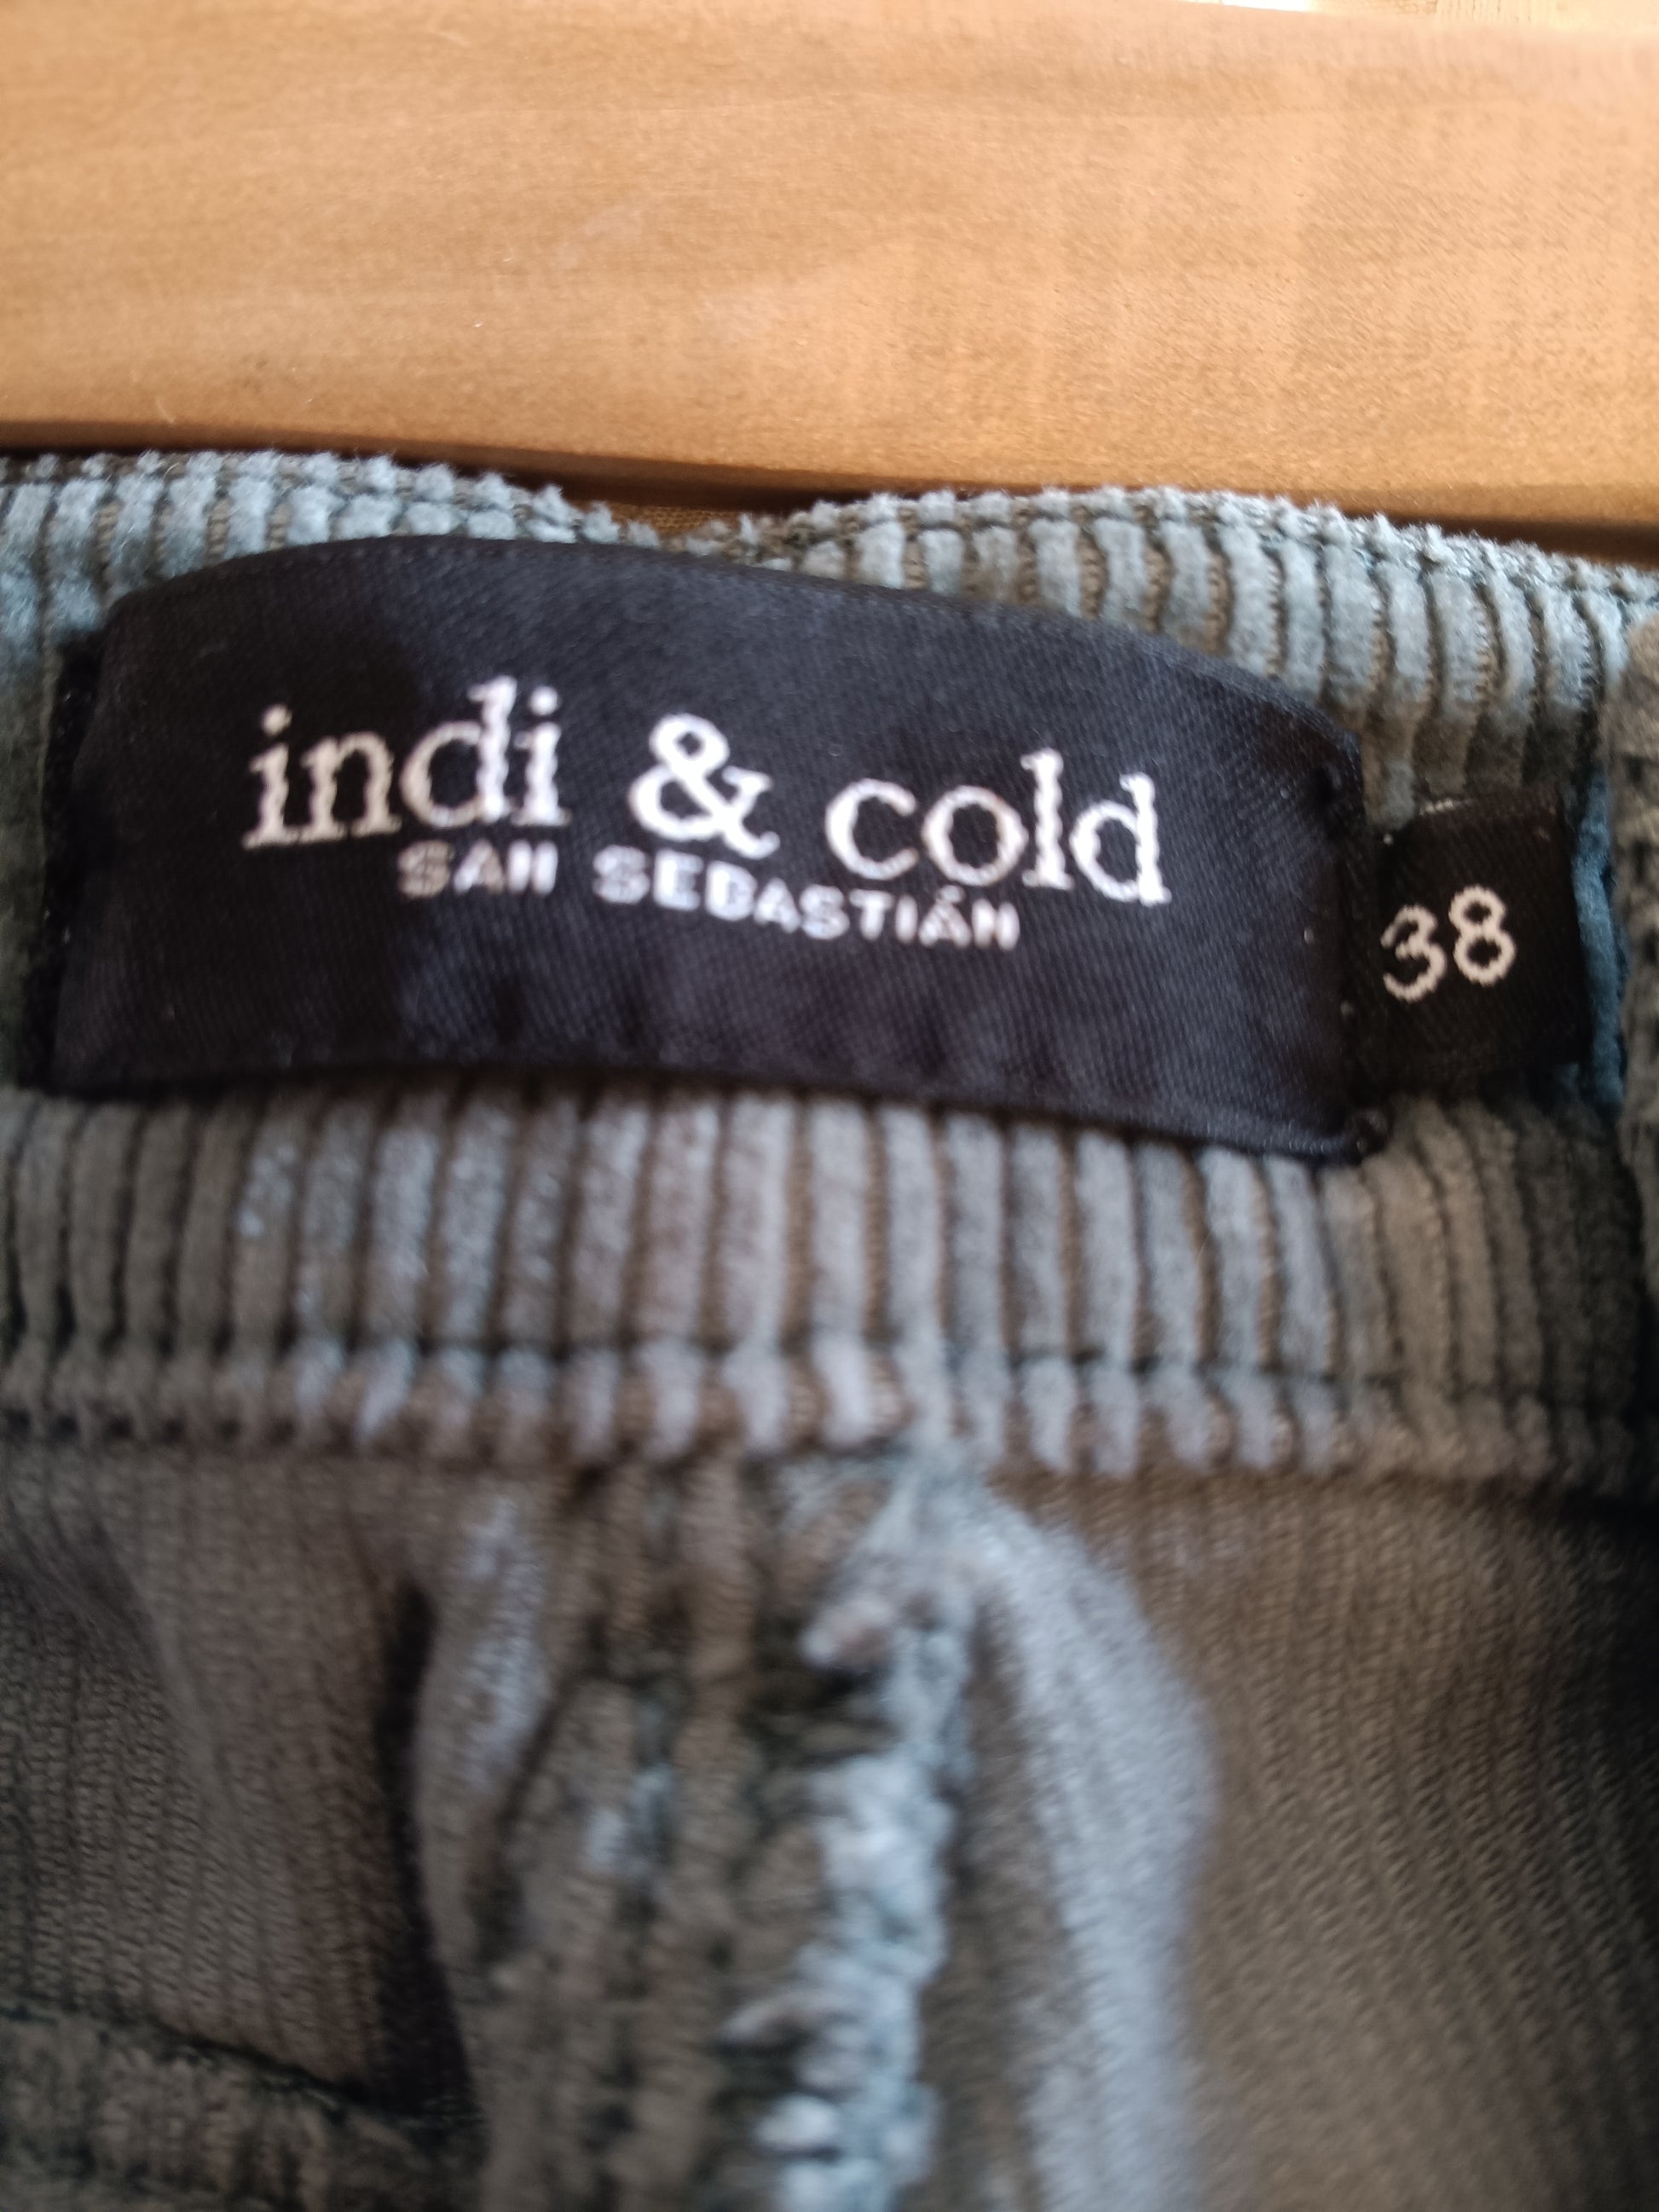 indi & cold
SAN SEBASTIÁN
38